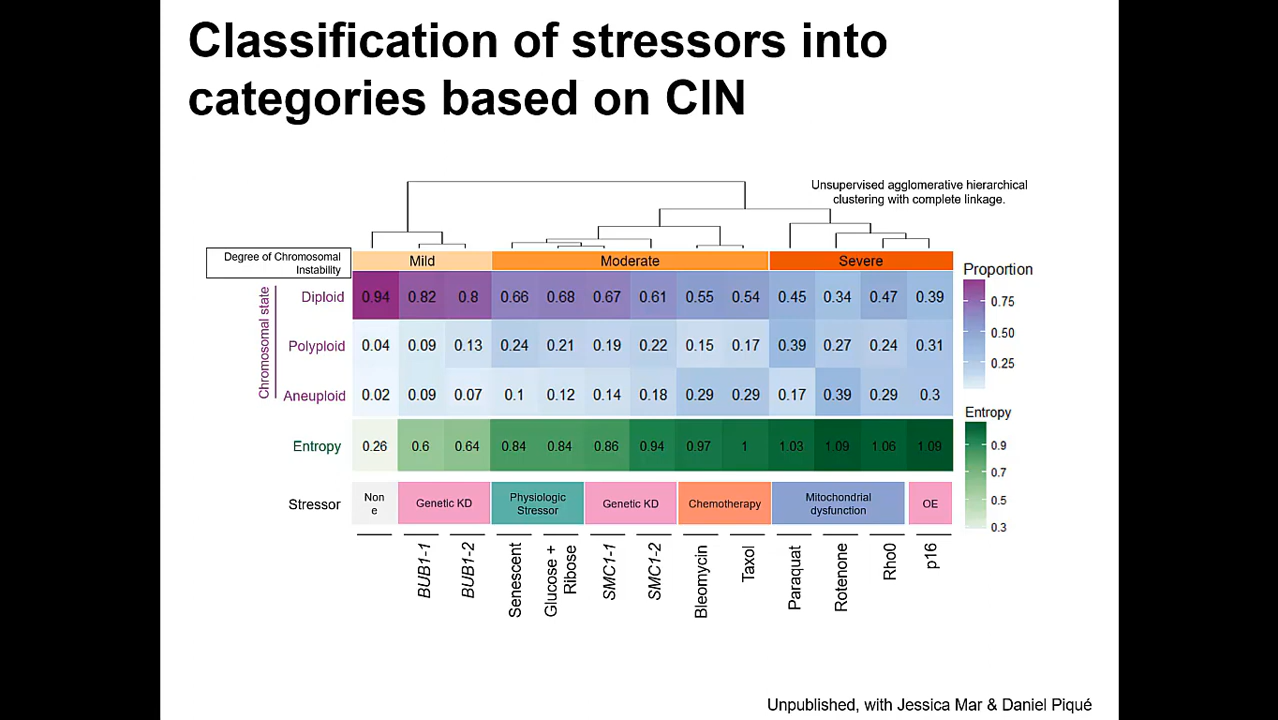 Classification of stressors into
categories based on CIN
Unsupervised agglomerative hierarchical
clustering with complete linkage.
Degree of Chromosomal
Instability
Mild Moderate Severe
Proportion
0.75
0.50
0.25
Chromosomal state
Diploid 0.94 0.82 0.8 0.66 0.68 0.67 0.61 0.55 0.54 0.45 0.34 0.47 0.39
Polyploid 0.04 0.09 0.13 0.24 0.21 0.19 0.22 0.15 0.17 0.39 0.27 0.24 0.31
Aneuploid 0.02 0.09 0.07 0.1 0.12 0.14 0.18 0.29 0.29 0.17 0.39 0.29 0.3
Entropy 0.26 0.6 0.64 0.84 0.84 0.86 0.94 0.97 1 1.03 1.09 1.06 1.09
Entropy
0.9
0.7
0.5
0.3
Stressor
Non
e
Genetic KD
Physiologic
Stressor
Genetic KD
Chemotherapy
Mitochondrial
dysfunction
OE
BUB1-1
BUB1-2
Senescent
Glucose +
Ribose
SMC1-1
SMC1-2
Bleomycin
Taxol
Paraquat
Rotenone
Rho0
p16
Unpublished, with Jessica Mar & Daniel Piqué